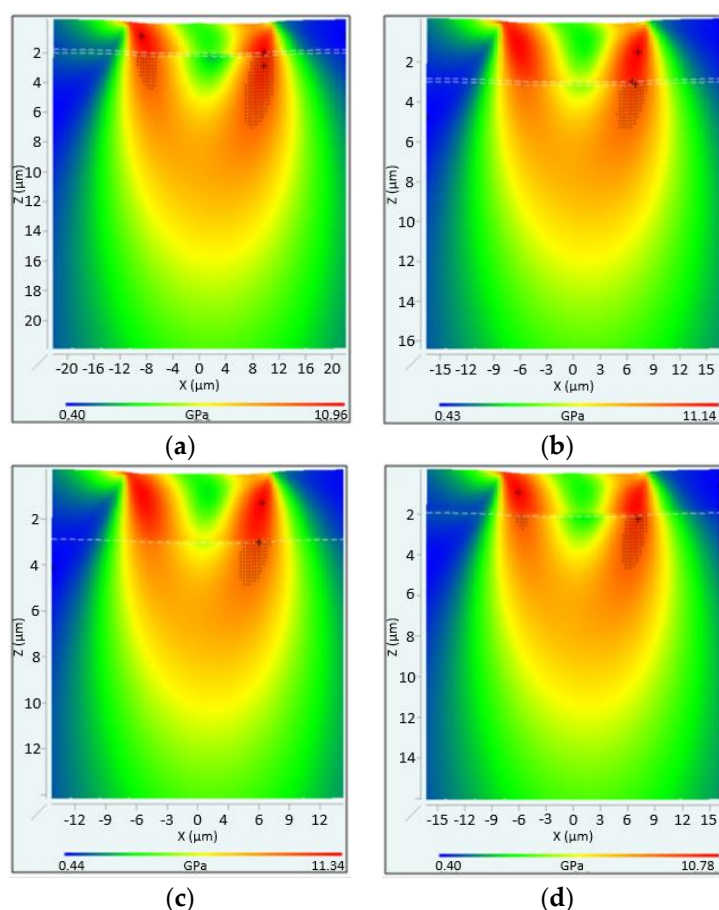 2
4
6
8
10
12
14
16
18
20
Z (µm)
-20 -16 -12 -8 -4 0 4 8 12 16 20
X (µm)
0.40 GPa 10.96
(a)
2
4
6
8
10
12
14
16
Z (µm)
-15 -12 -9 -6 -3 0 3 6 9 12 15
X (µm)
0.43 GPa 11.14
(b)
2
4
6
8
10
12
Z (µm)
-12 -9 -6 -3 0 3 6 9 12
X (µm)
0.44 GPa 11.34
(c)
2
4
6
8
10
12
14
16
Z (µm)
-15 -12 -9 -6 -3 0 3 6 9 12 15
X (µm)
0.40 GPa 10.78
(d)